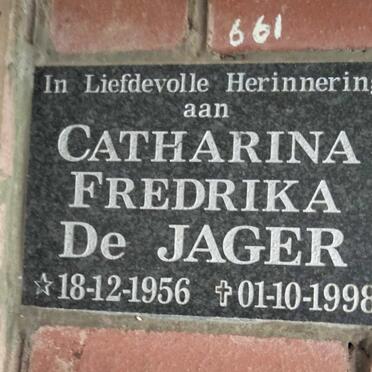 661
In Liefdevolle Herinnering
aan
CATHARINA
FREDRIKA
De JAGER
☆18-12-1956 ✝01-10-1998